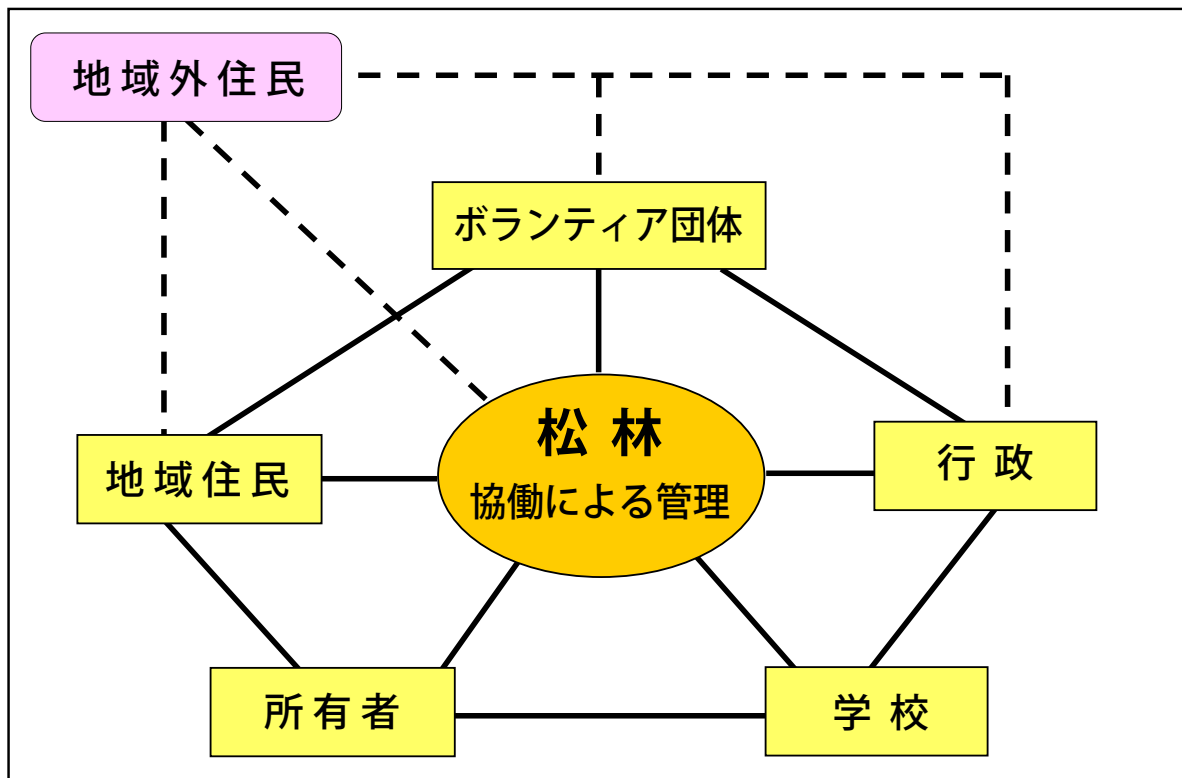 地域外住民
ボランティア団体
松林
協働による管理
地域住民
行政
所有者
学校